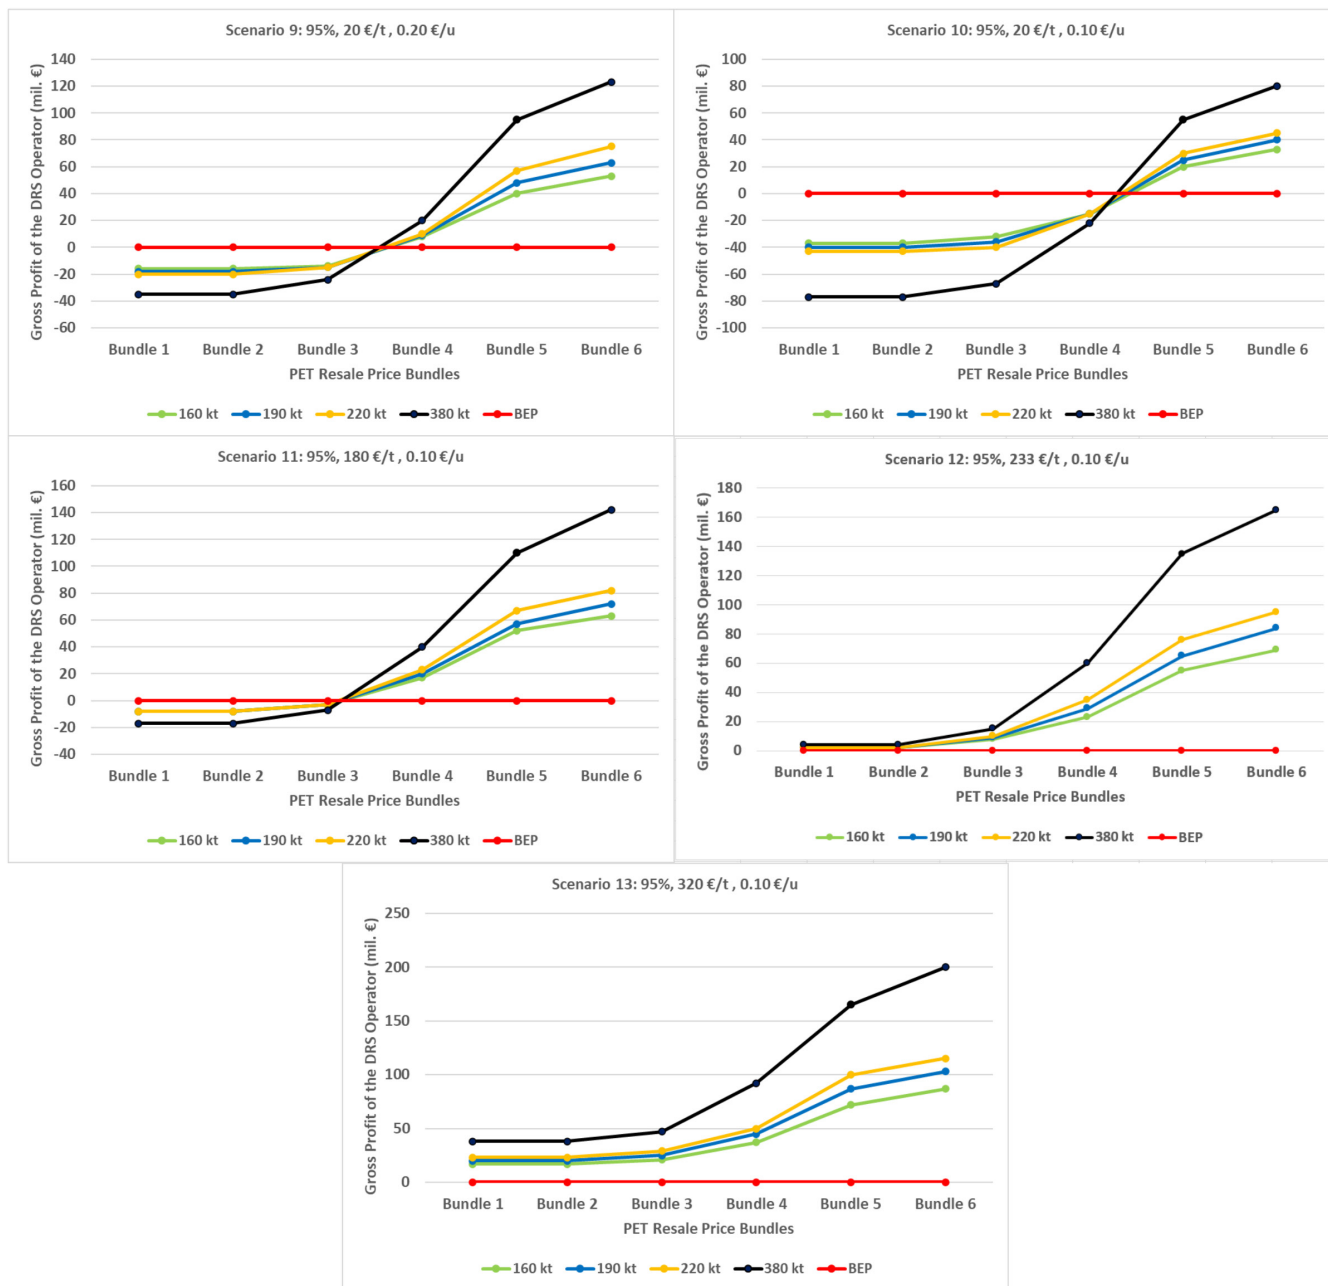 Scenario 9: 95%, 20 €/t , 0.20 €/u
Gross Profit of the DRS Operator (mil. €)
140
120
100
80
60
40
20
0
-20
-40
-60
Bundle 1 Bundle 2 Bundle 3 Bundle 4 Bundle 5 Bundle 6
PET Resale Price Bundles
160 kt 190 kt 220 kt 380 kt BEP
Scenario 10: 95%, 20 €/t , 0.10 €/u
Gross Profit of the DRS Operator (mil. €)
100
80
60
40
20
0
-20
-40
-60
-80
-100
Bundle 1 Bundle 2 Bundle 3 Bundle 4 Bundle 5 Bundle 6
PET Resale Price Bundles
160 kt 190 kt 220 kt 380 kt BEP
Scenario 11: 95%, 180 €/t , 0.10 €/u
Gross Profit of the DRS Operator (mil. €)
160
140
120
100
80
60
40
20
0
-20
-40
Bundle 1 Bundle 2 Bundle 3 Bundle 4 Bundle 5 Bundle 6
PET Resale Price Bundles
160 kt 190 kt 220 kt 380 kt BEP
Scenario 12: 95%, 233 €/t , 0.10 €/u
Gross Profit of the DRS Operator (mil. €)
180
160
140
120
100
80
60
40
20
0
Bundle 1 Bundle 2 Bundle 3 Bundle 4 Bundle 5 Bundle 6
PET Resale Price Bundles
160 kt 190 kt 220 kt 380 kt BEP
Scenario 13: 95%, 320 €/t , 0.10 €/u
Gross Profit of the DRS Operator (mil. €)
250
200
150
100
50
0
Bundle 1 Bundle 2 Bundle 3 Bundle 4 Bundle 5 Bundle 6
PET Resale Price Bundles
160 kt 190 kt 220 kt 380 kt BEP